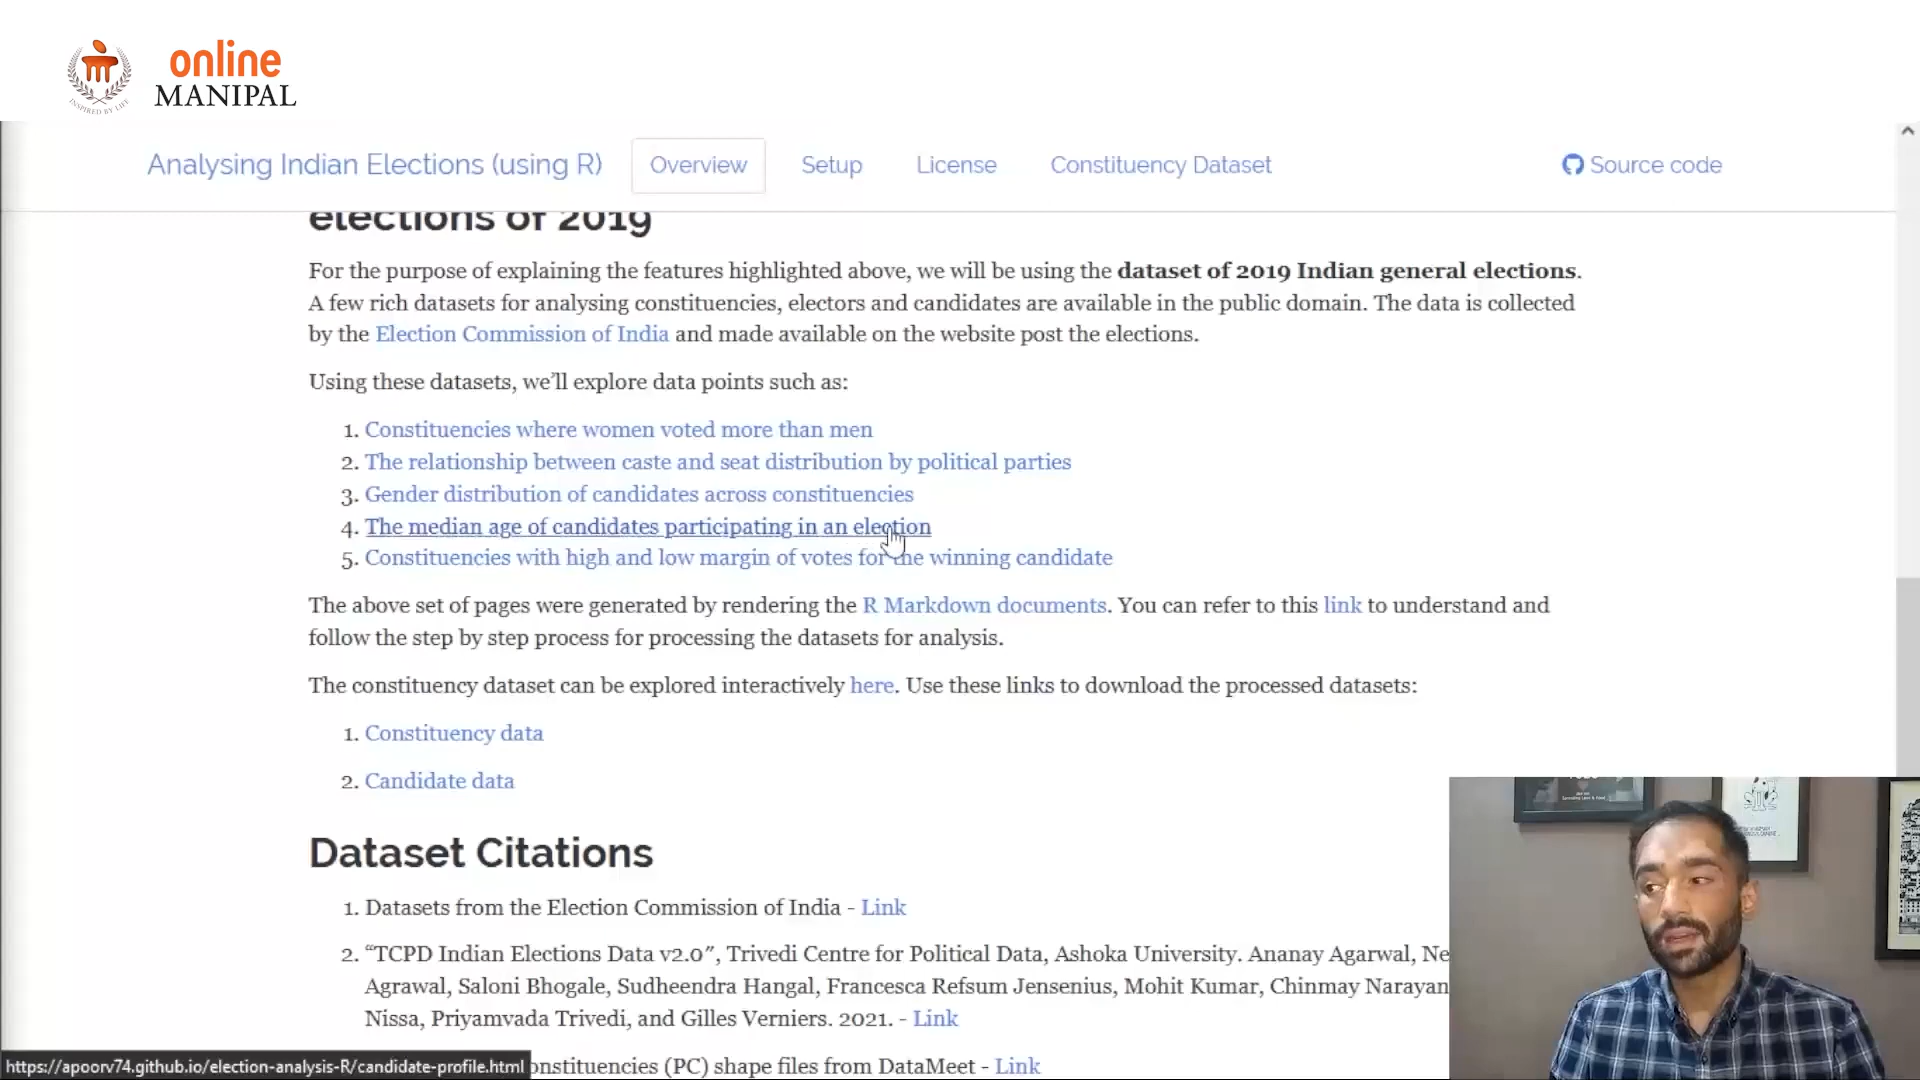 online
MANIPAL
INSPIRED BY LIFE
Analysing Indian Elections (using R) Overview Setup License Constituency Dataset Source code
elections of 2019
For the purpose of explaining the features highlighted above, we will be using the dataset of 2019 Indian general elections.
A few rich datasets for analysing constituencies, electors and candidates are available in the public domain. The data is collected
by the Election Commission of India and made available on the website post the elections.
Using these datasets, we'll explore data points such as:
1. Constituencies where women voted more than men
2. The relationship between caste and seat distribution by political parties
3. Gender distribution of candidates across constituencies
4. The median age of candidates participating in an election
5. Constituencies with high and low margin of votes for the winning candidate
The above set of pages were generated by rendering the R Markdown documents. You can refer to this link to understand and
follow the step by step process for processing the datasets for analysis.
The constituency dataset can be explored interactively here. Use these links to download the processed datasets:
1. Constituency data
2. Candidate data
Dataset Citations
1. Datasets from the Election Commission of India - Link
2. “TCPD Indian Elections Data v2.0″, Trivedi Centre for Political Data, Ashoka University. Ananay Agarwal, Ne
Agrawal, Saloni Bhogale, Sudheendra Hangal, Francesca Refsum Jensenius, Mohit Kumar, Chinmay Narayan
Nissa, Priyamvada Trivedi, and Gilles Verniers. 2021. - Link
onstituencies (PC) shape files from DataMeet - Link
https://apoorv74.github.io/election-analysis-R/candidate-profile.html